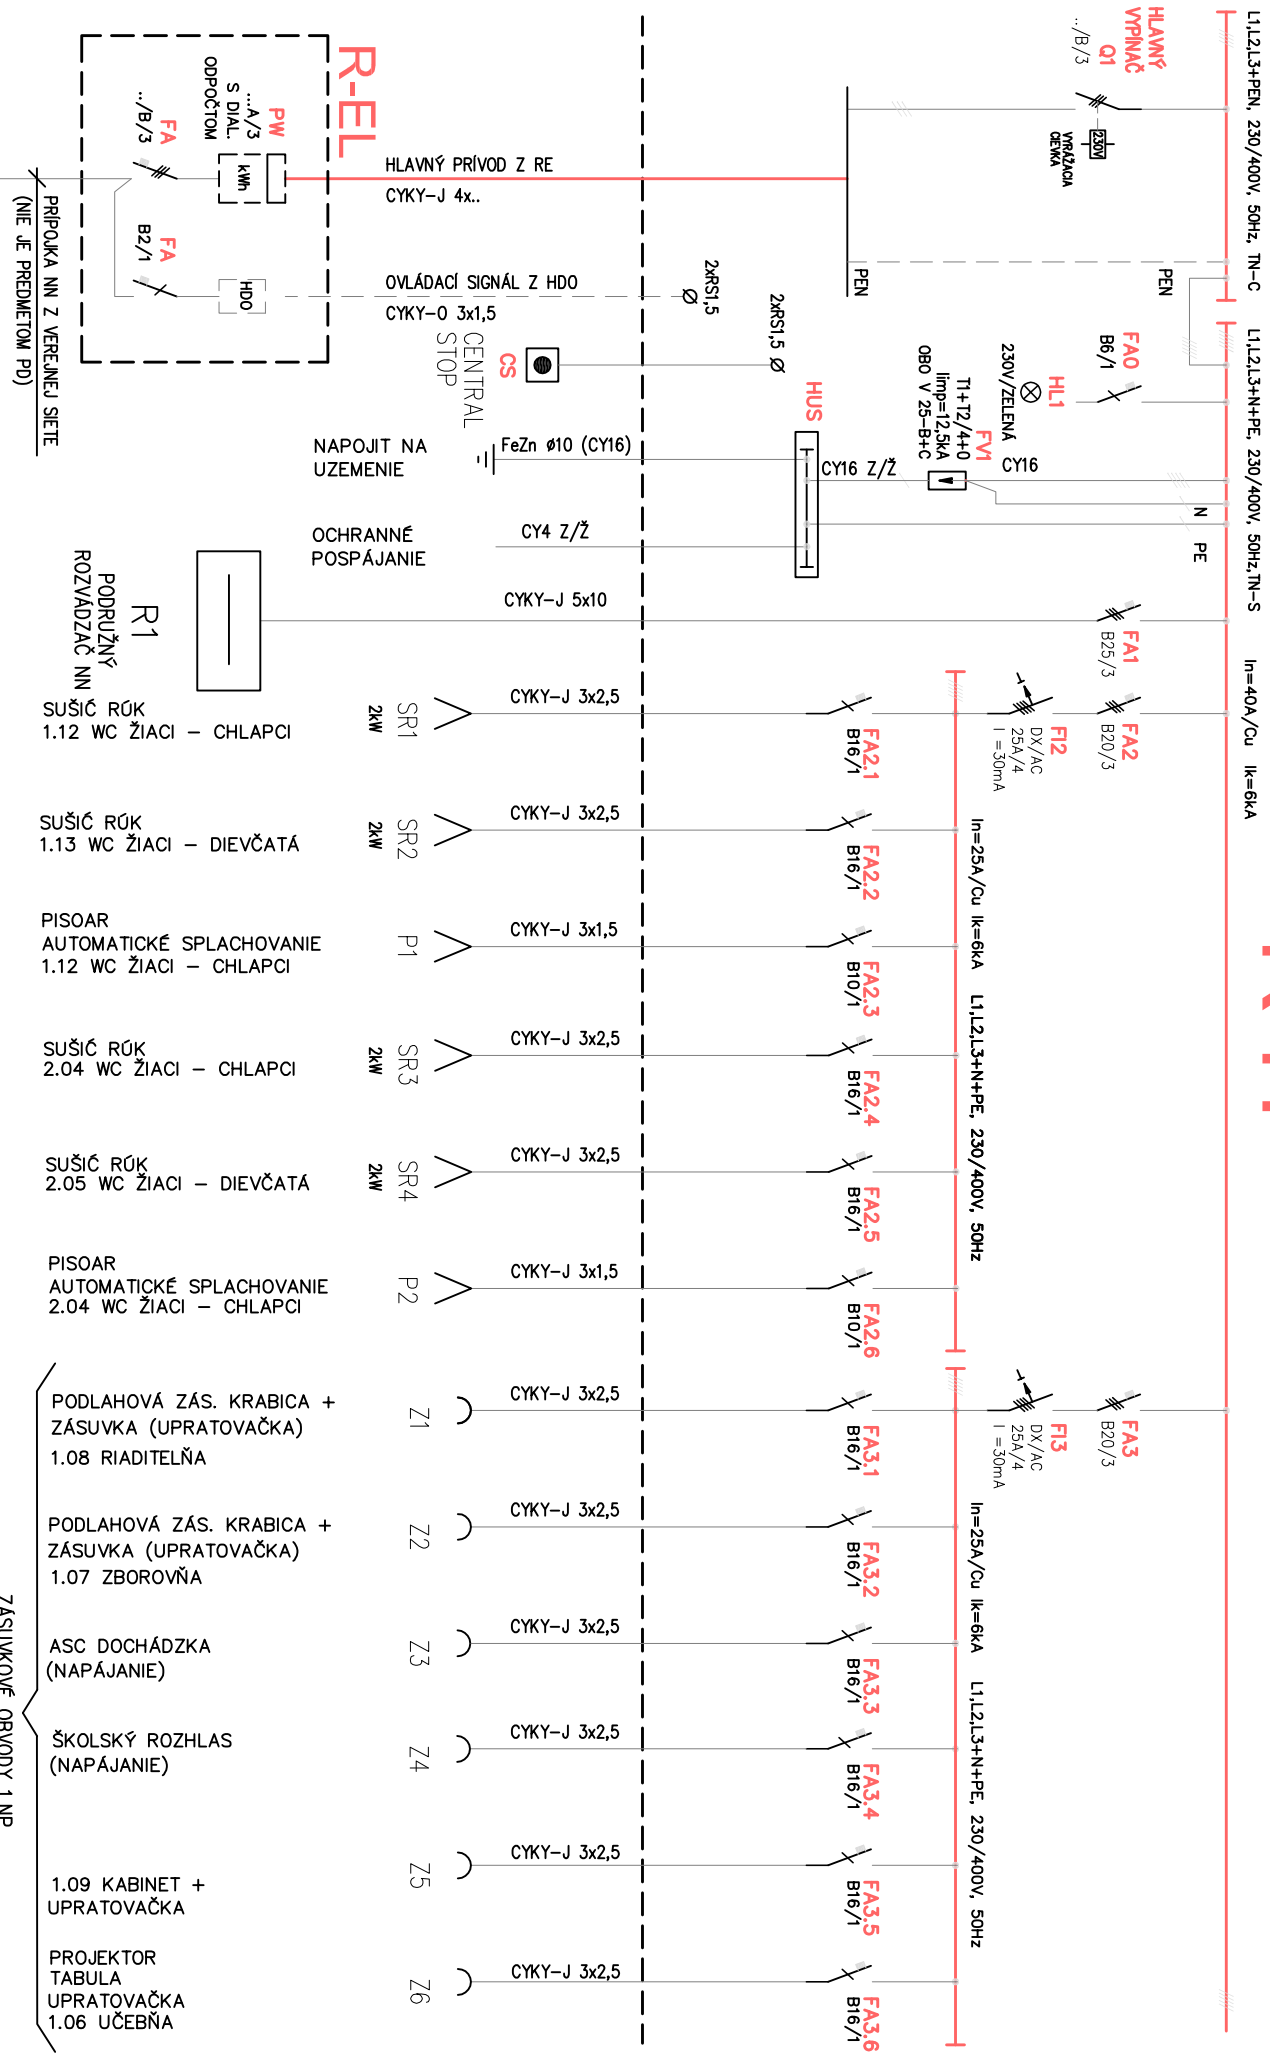 L1,L2,L3+PEN, 230/400V, 50Hz, TN-C
L1,L2,L3+N+PE, 230/400V, 50Hz,TN-S
In=40A/Cu Ik=6kA
HLAVNÝ
VYPÍNAČ
Q1
../B/3
230V
VYRÁŽACIA
CIEVKA
PEN
PEN
FA0
B6/1
HL1
230V/ZELENÁ
FV1
T1+T2/4+0
Iimp=12,5kA
OBO V 25-B+C
CY16
N
PE
CY16 Z/Ž
HUS
FA1
B25/3
FA2
B20/3
FI2
DX/AC
25A/4
I =30mA
FA3
B20/3
FI3
DX/AC
25A/4
I =30mA
In=25A/Cu Ik=6kA L1,L2,L3+N+PE, 230/400V, 50Hz
In=25A/Cu Ik=6kA L1,L2,L3+N+PE, 230/400V, 50Hz
FA2.1
B16/1
FA2.2
B16/1
FA2.3
B10/1
FA2.4
B16/1
FA2.5
B16/1
FA2.6
B10/1
FA3.1
B16/1
FA3.2
B16/1
FA3.3
B16/1
FA3.4
B16/1
FA3.5
B16/1
FA3.6
B16/1
R-EL
PW
...A/3
S DIAL.
ODPOČTOM
kWh
FA
../B/3
FA
B2/1
HDO
PRÍPOJKA NN Z VEREJNEJ SIETE
(NIE JE PREDMETOM PD)
HLAVNÝ PRÍVOD Z RE
CYKY-J 4x..
OVLÁDACÍ SIGNÁL Z HDO
CYKY-O 3x1,5
2xRS1,5
2xRS1,5
CS
CENTRAL
STOP
NAPOJIT NA
UZEMENIE
FeZn ø10 (CY16)
OCHRANNÉ
POSPÁJANIE
CY4 Z/Ž
R1
PODRUŽNÝ
ROZVÁDZAČ NN
CYKY-J 5x10
SUŠIČ RÚK
1.12 WC ŽIACI - CHLAPCI
2kW
SR1
CYKY-J 3x2,5
SUŠIČ RÚK
1.13 WC ŽIACI - DIEVČATÁ
2kW
SR2
CYKY-J 3x2,5
PISOAR
AUTOMATICKÉ SPLACHOVANIE
1.12 WC ŽIACI - CHLAPCI
P1
CYKY-J 3x1,5
SUŠIČ RÚK
2.04 WC ŽIACI - CHLAPCI
2kW
SR3
CYKY-J 3x2,5
SUŠIČ RÚK
2.05 WC ŽIACI - DIEVČATÁ
2kW
SR4
CYKY-J 3x2,5
PISOAR
AUTOMATICKÉ SPLACHOVANIE
2.04 WC ŽIACI - CHLAPCI
P2
CYKY-J 3x1,5
PODLAHOVÁ ZÁS. KRABICA +
ZÁSUVKA (UPRATOVAČKA)
1.08 RIADITELŇA
Z1
CYKY-J 3x2,5
PODLAHOVÁ ZÁS. KRABICA +
ZÁSUVKA (UPRATOVAČKA)
1.07 ZBOROVŇA
Z2
CYKY-J 3x2,5
ASC DOCHÁDZKA
(NAPÁJANIE)
Z3
CYKY-J 3x2,5
ŠKOLSKÝ ROZHLAS
(NAPÁJANIE)
Z4
CYKY-J 3x2,5
1.09 KABINET +
UPRATOVAČKA
Z5
CYKY-J 3x2,5
PROJEKTOR
TABULA
UPRATOVAČKA
1.06 UČEBŇA
Z6
CYKY-J 3x2,5
ZÁSUVKOVÉ OBVODY 1.NP